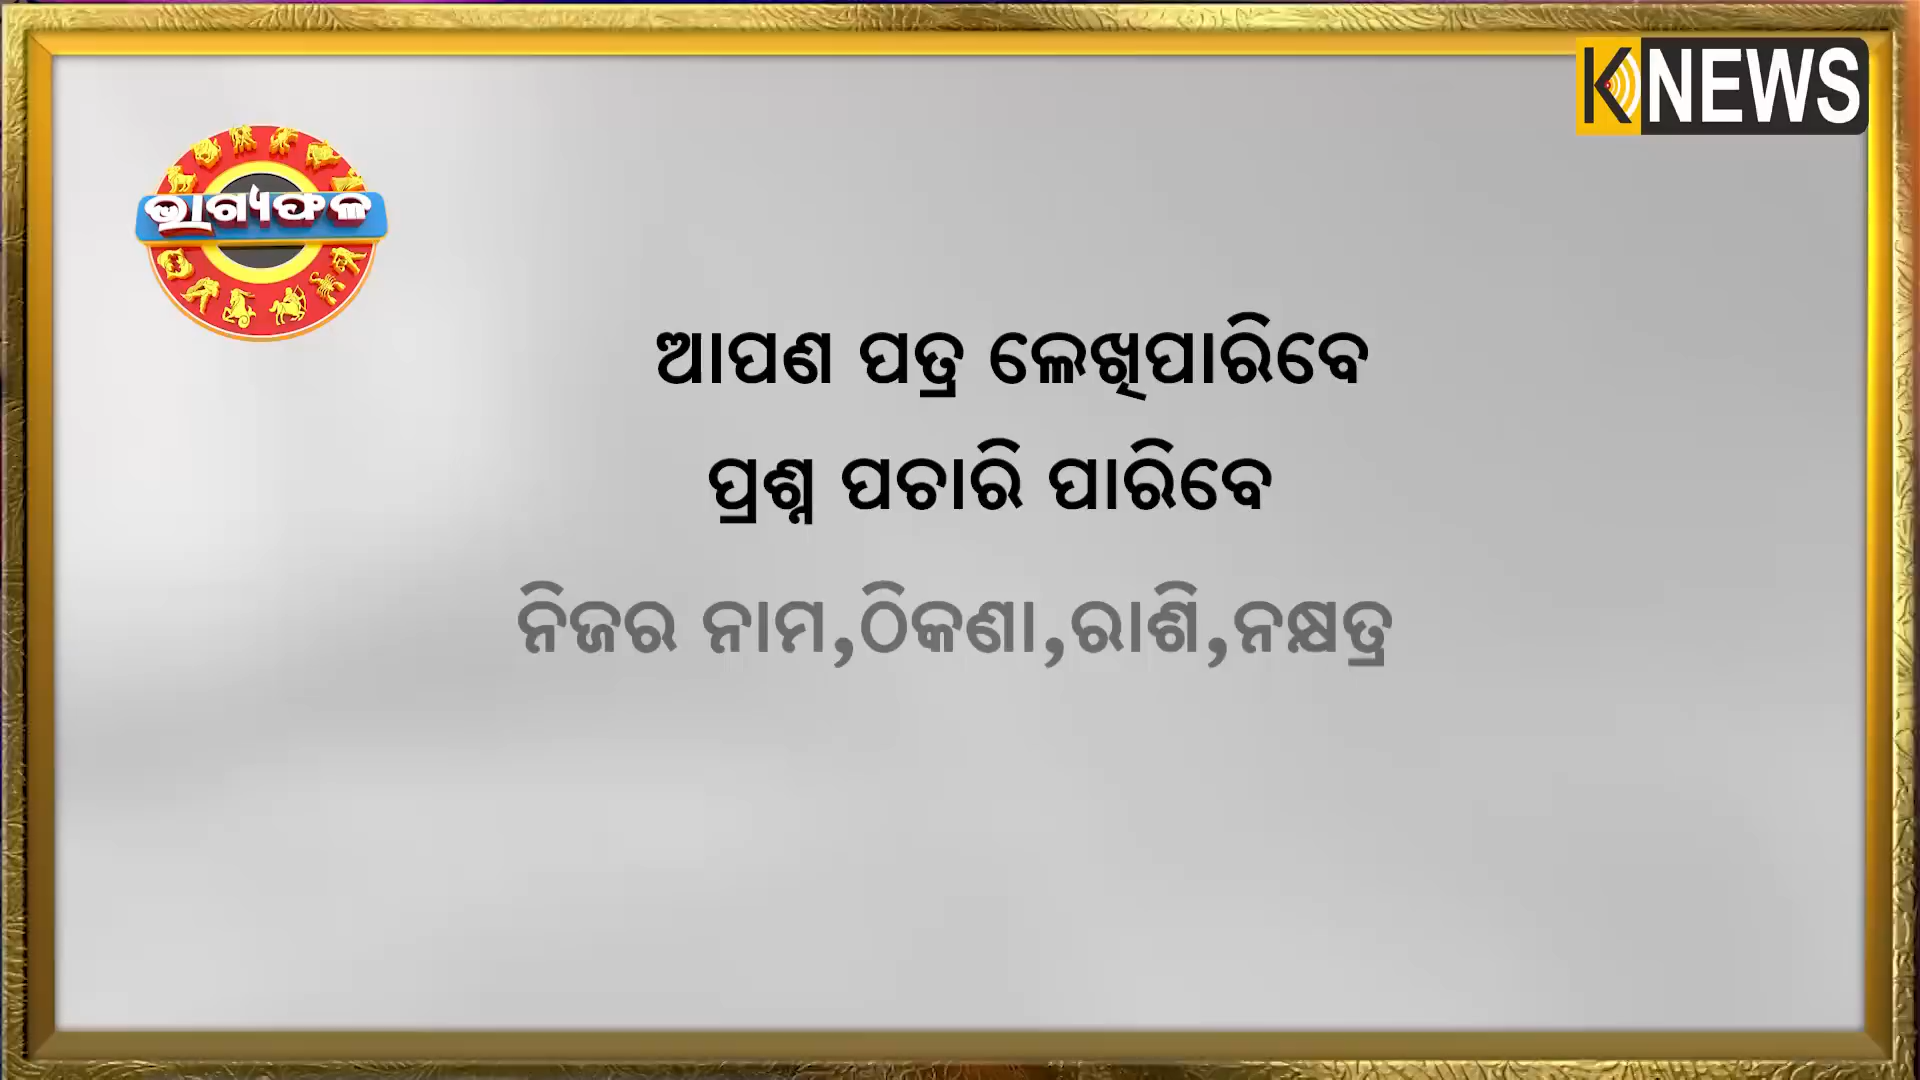 KNEWS
ଭାଗ୍ୟଫଳ
ଆପଣ ପତ୍ର ଲେଖିପାରିବେ
ପ୍ରଶ୍ନ ପଚାରି ପାରିବେ
ନିଜର ନାମ,ଠିକଣା,ରାଶି,ନକ୍ଷତ୍ର